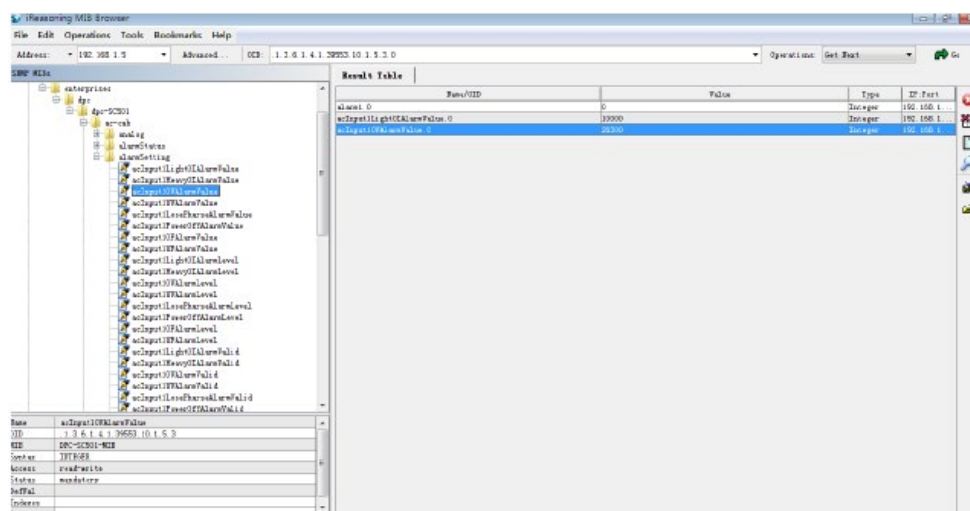 iReasoning MIB Browser
File Edit Operations Tools Bookmarks Help
Address: 192.168.1.5 Advanced... OID: .1.3.6.1.4.1.39553.10.1.5.3.0 Operations: Get Next Go
SNMP MIBs
Result Table
enterprises
dpc
dpc-SC501
ac-cab
analog
alarmStatus
alarmSetting
acInput1LightOIAlarmValue
acInput1HeavyOIAlarmValue
acInput1OVAlarmValue
acInput1UVAlarmValue
acInput1LosePharseAlarmValue
acInput1PowerOffAlarmValue
acInput1OFAlarmValue
acInput1UFAlarmValue
acInput1LightOIAlarmLevel
acInput1HeavyOIAlarmLevel
acInput1OVAlarmLevel
acInput1UVAlarmLevel
acInput1LosePharseAlarmLevel
acInput1PowerOffAlarmLevel
acInput1OFAlarmLevel
acInput1UFAlarmLevel
acInput1LightOIAlarmValid
acInput1HeavyOIAlarmValid
acInput1OVAlarmValid
acInput1UVAlarmValid
acInput1LosePharseAlarmValid
acInput1PowerOffAlarmValid
Name/OID Value Type IP:Port
0 Integer 192.168.1...
acInput1LightOIAlarmValue.0 10000 Integer 192.168.1...
acInput1OVAlarmValue.0 26300 Integer 192.168.1...
Name acInput1OVAlarmValue
OID .1.3.6.1.4.1.39553.10.1.5.3
MIB DPC-SC501-MIB
Syntax INTEGER
Access read-write
Status mandatory
DefVal
Indexes